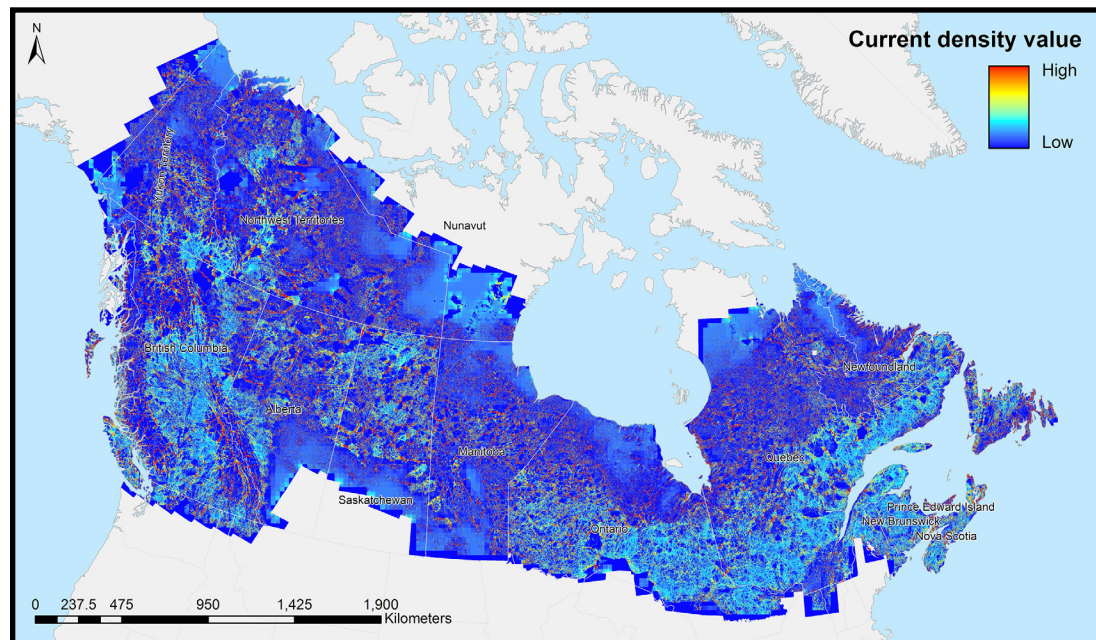 N
Current density value
High
Low
Yukon Territory
Northwest Territories
Nunavut
British Columbia
Newfoundland
Alberta
Manitoba
Quebec
Saskatchewan
Prince Edward Island
New Brunswick
Ontario
Nova Scotia
0 237.5 475 950 1,425 1,900
Kilometers